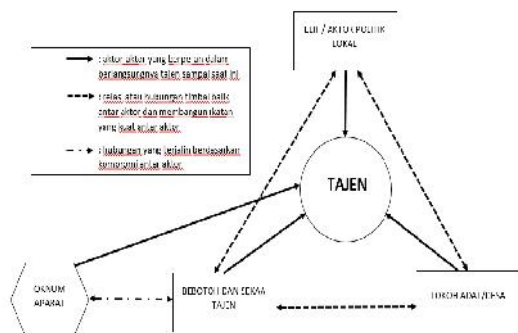 ELIT / AKTOR POLITIK
LOKAL
: aktor-aktor yang berperan dalam
berlangsungnya tajen sampai saat ini
: relasi atau hubungan timbal balik
antar aktor dan membangun ikatan
yang kuat antar aktor
: hubungan yang terjalin berdasarkan
kompromi antar aktor
TAJEN
OKNUM
APARAT
BEBOTOH DAN SEKAA
TAJEN
TOKOH ADAT/DESA